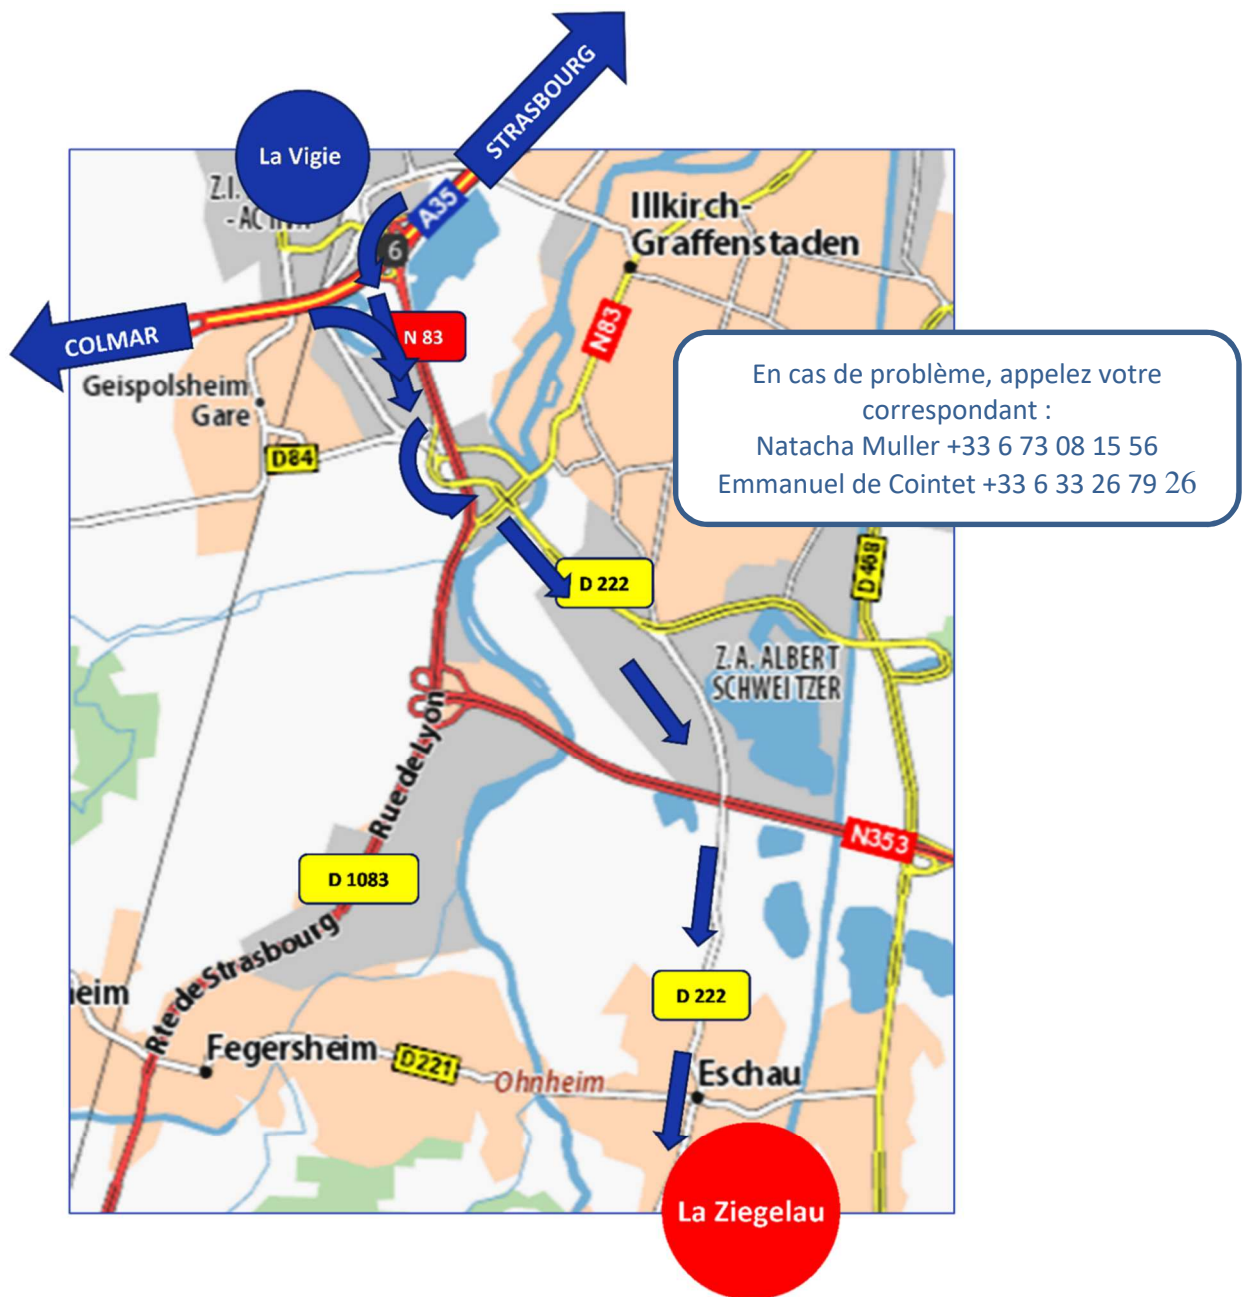 STRASBOURG
La Vigie
Z.I.
A35
6
Illkirch-
Graffenstaden
COLMAR
N 83
N83
Geispolsheim
Gare
D84
En cas de problème, appelez votre
correspondant :
Natacha Muller +33 6 73 08 15 56
Emmanuel de Cointet +33 6 33 26 79 26
D 222
D 468
Z.A. ALBERT
SCHWEITZER
Rue de Lyon
N353
D 1083
Rte de Strasbourg
D 222
eim
Fegersheim
D221
Ohnheim
Eschau
La Ziegelau